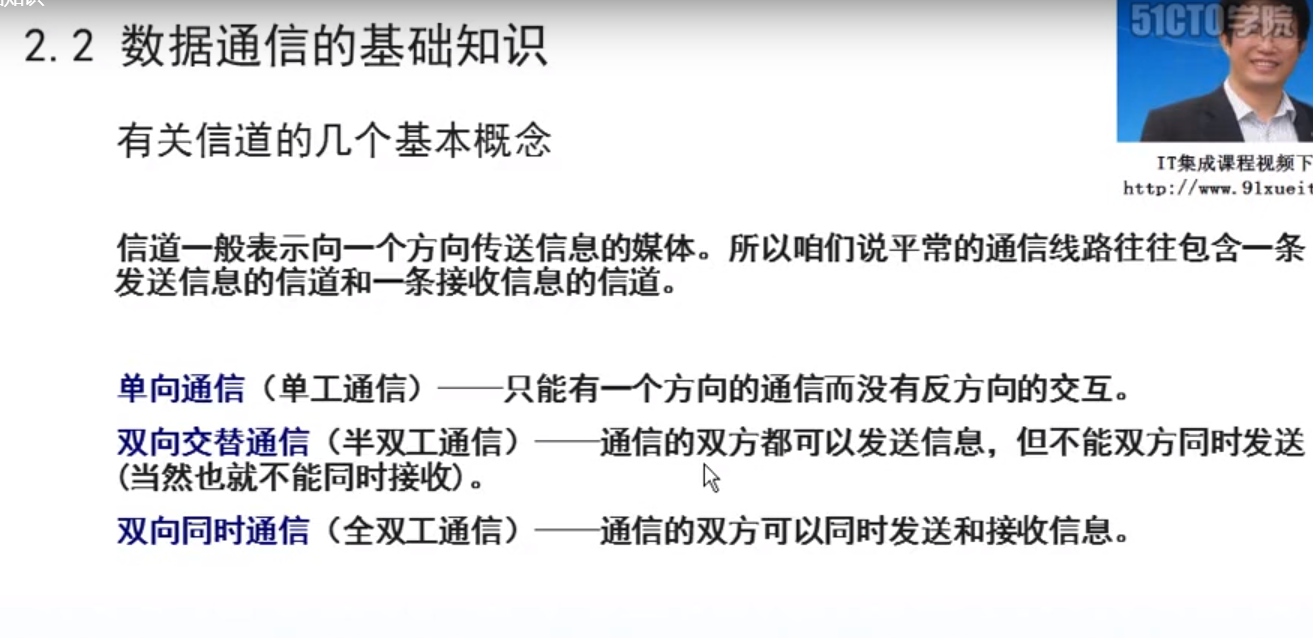 2.2 数据通信的基础知识
51CTO学院
有关信道的几个基本概念
IT集成课程视频下
http://www.91xueit
信道一般表示向一个方向传送信息的媒体。所以咱们说平常的通信线路往往包含一条
发送信息的信道和一条接收信息的信道。
单向通信（单工通信）——只能有一个方向的通信而没有反方向的交互。
双向交替通信（半双工通信）——通信的双方都可以发送信息，但不能双方同时发送
(当然也就不能同时接收)。
双向同时通信（全双工通信）——通信的双方可以同时发送和接收信息。